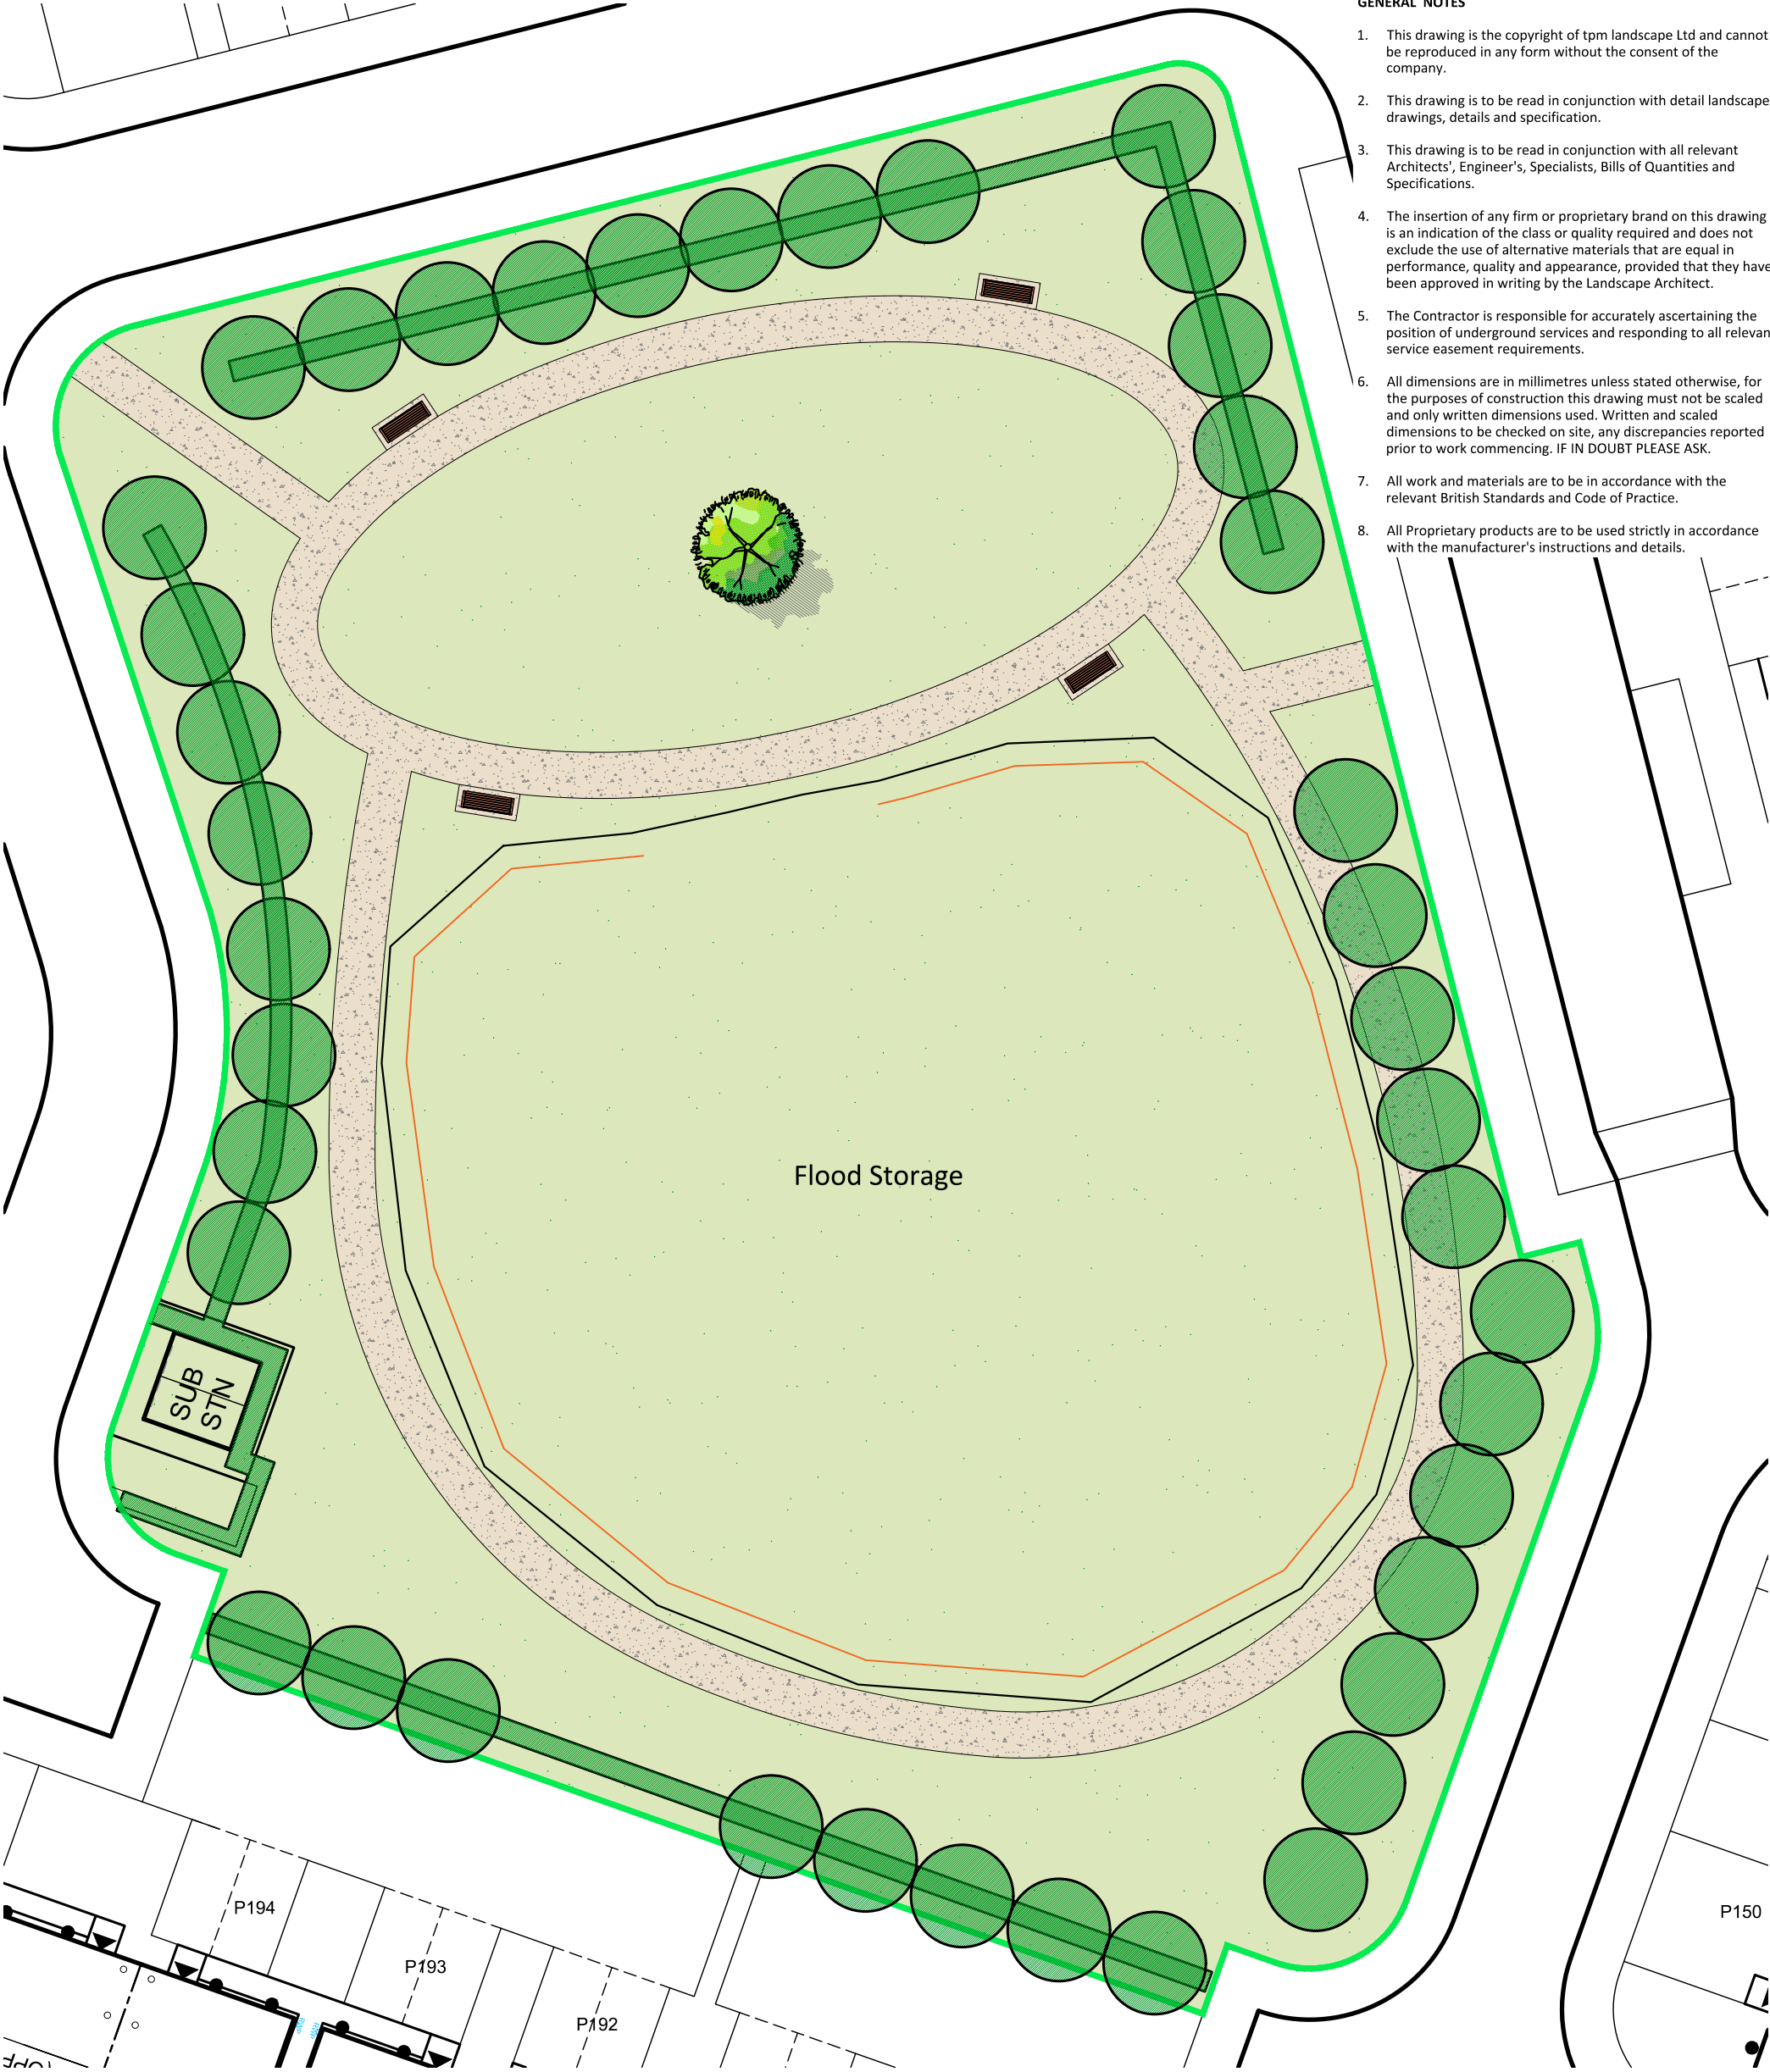 GENERAL NOTES
1. This drawing is the copyright of tpm landscape Ltd and cannot
be reproduced in any form without the consent of the
company.
2. This drawing is to be read in conjunction with detail landscape
drawings, details and specification.
3. This drawing is to be read in conjunction with all relevant
Architects', Engineer's, Specialists, Bills of Quantities and
Specifications.
4. The insertion of any firm or proprietary brand on this drawing
is an indication of the class or quality required and does not
exclude the use of alternative materials that are equal in
performance, quality and appearance, provided that they have
been approved in writing by the Landscape Architect.
5. The Contractor is responsible for accurately ascertaining the
position of underground services and responding to all relevan
service easement requirements.
6. All dimensions are in millimetres unless stated otherwise, for
the purposes of construction this drawing must not be scaled
and only written dimensions used. Written and scaled
dimensions to be checked on site, any discrepancies reported
prior to work commencing. IF IN DOUBT PLEASE ASK.
7. All work and materials are to be in accordance with the
relevant British Standards and Code of Practice.
8. All Proprietary products are to be used strictly in accordance
with the manufacturer's instructions and details.
Flood Storage
SUB
STN
P194
P193
P192
P150
RWP
RWP